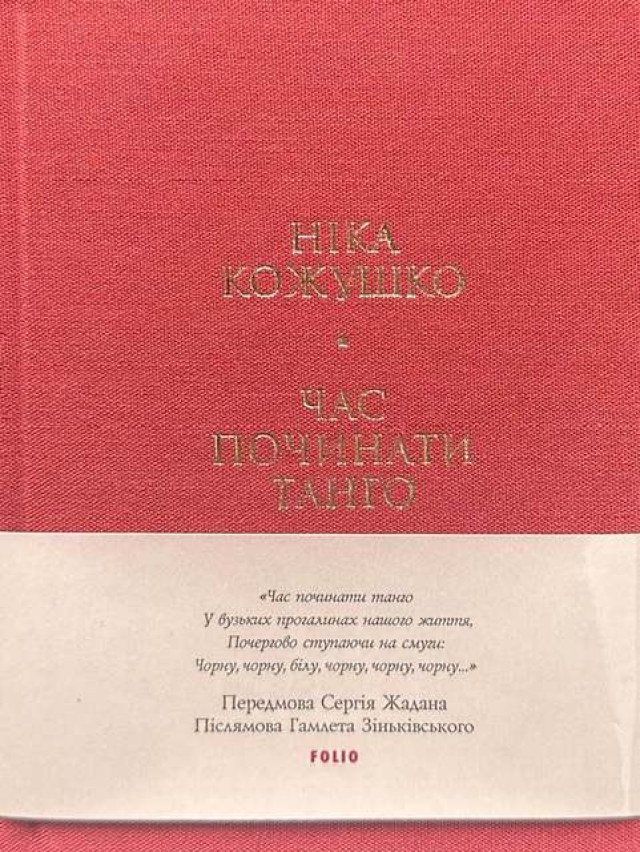 НІКА
КОЖУШКО
ЧАС
ПОЧИНАТИ
ТАНГО
«Час починати танго
У вузьких прогалинах нашого життя,
Почергово ступаючи на смуги:
Чорну, чорну, білу, чорну, чорну, чорну...»
Передмова Сергія Жадана
Післямова Гамлета Зіньківського
FOLIO